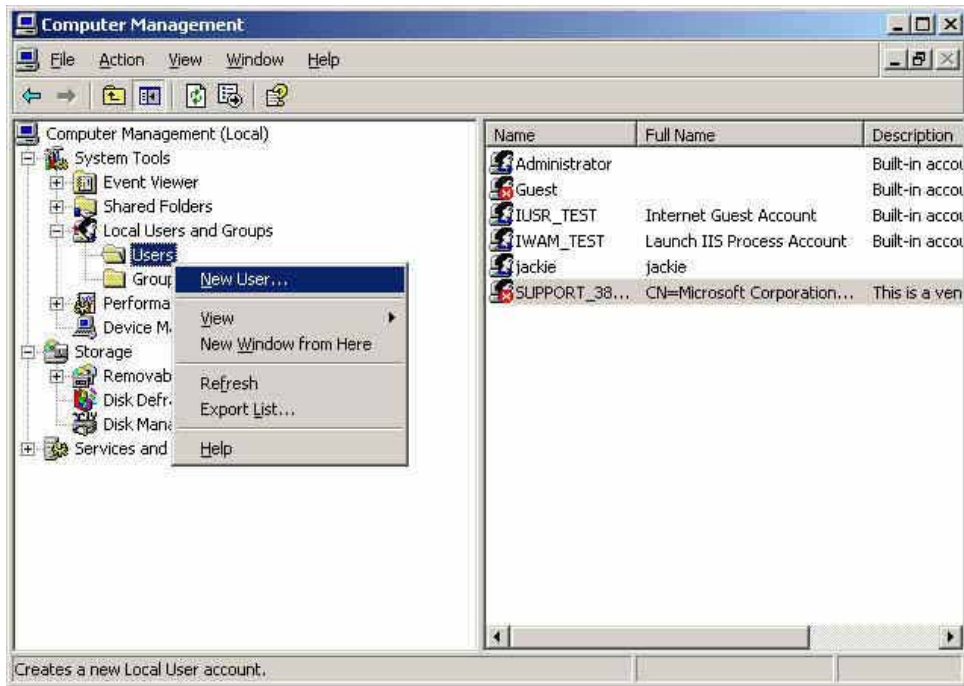 Computer Management
File Action View Window Help
Computer Management (Local)
System Tools
Event Viewer
Shared Folders
Local Users and Groups
Users
Group
Performa
Device M
Storage
Removab
Disk Defr
Disk Mana
Services and
New User...
View
New Window from Here
Refresh
Export List...
Help
Name Full Name Description
Administrator Built-in accou
Guest Built-in accou
IUSR_TEST Internet Guest Account Built-in accou
IWAM_TEST Launch IIS Process Account Built-in accou
jackie jackie
SUPPORT_38... CN=Microsoft Corporation... This is a ven
Creates a new Local User account.